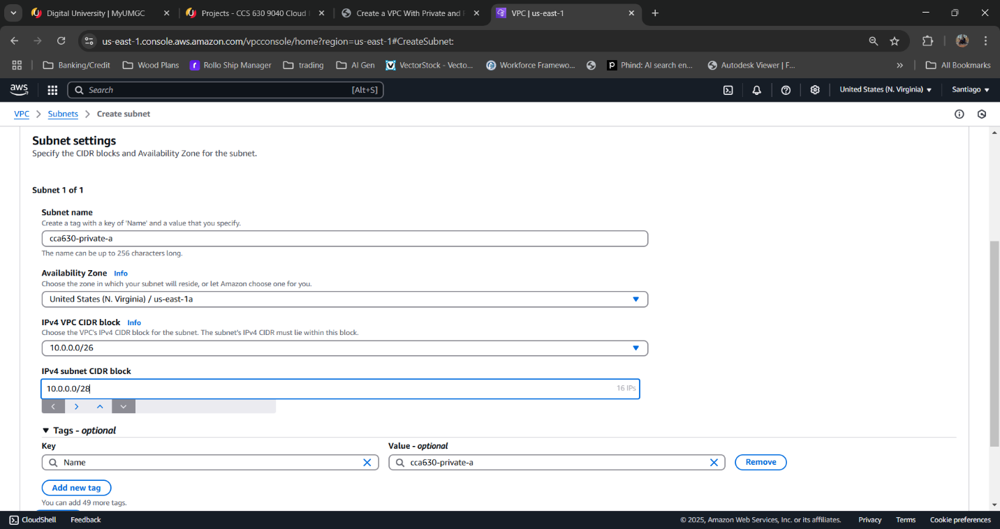 Digital University | MyUMGC
Projects - CCS 630 9040 Cloud
Create a VPC With Private and
VPC | us-east-1
us-east-1.console.aws.amazon.com/vpcconsole/home?region=us-east-1#CreateSubnet:
Banking/Credit
Wood Plans
r
Rollo Ship Manager
trading
AI Gen
VectorStock - Vecto...
Workforce Framewo...
p
Phind: AI search en...
Autodesk Viewer | F...
»
All Bookmarks
aws
Search
[Alt+S]
United States (N. Virginia)
Santiago
VPC
Subnets
Create subnet
Subnet settings
Specify the CIDR blocks and Availability Zone for the subnet.
Subnet 1 of 1
Subnet name
Create a tag with a key of 'Name' and a value that you specify.
cca630-private-a
The name can be up to 256 characters long.
Availability Zone Info
Choose the zone in which your subnet will reside, or let Amazon choose one for you.
United States (N. Virginia) / us-east-1a
IPv4 VPC CIDR block Info
Choose the VPC's IPv4 CIDR block for the subnet. The subnet's IPv4 CIDR must lie within this block.
10.0.0.0/26
IPv4 subnet CIDR block
10.0.0.0/28
16 IPs
Tags - optional
Key
Value - optional
Name
cca630-private-a
Remove
Add new tag
You can add 49 more tags.
CloudShell
Feedback
© 2025, Amazon Web Services, Inc. or its affiliates.
Privacy
Terms
Cookie preferences